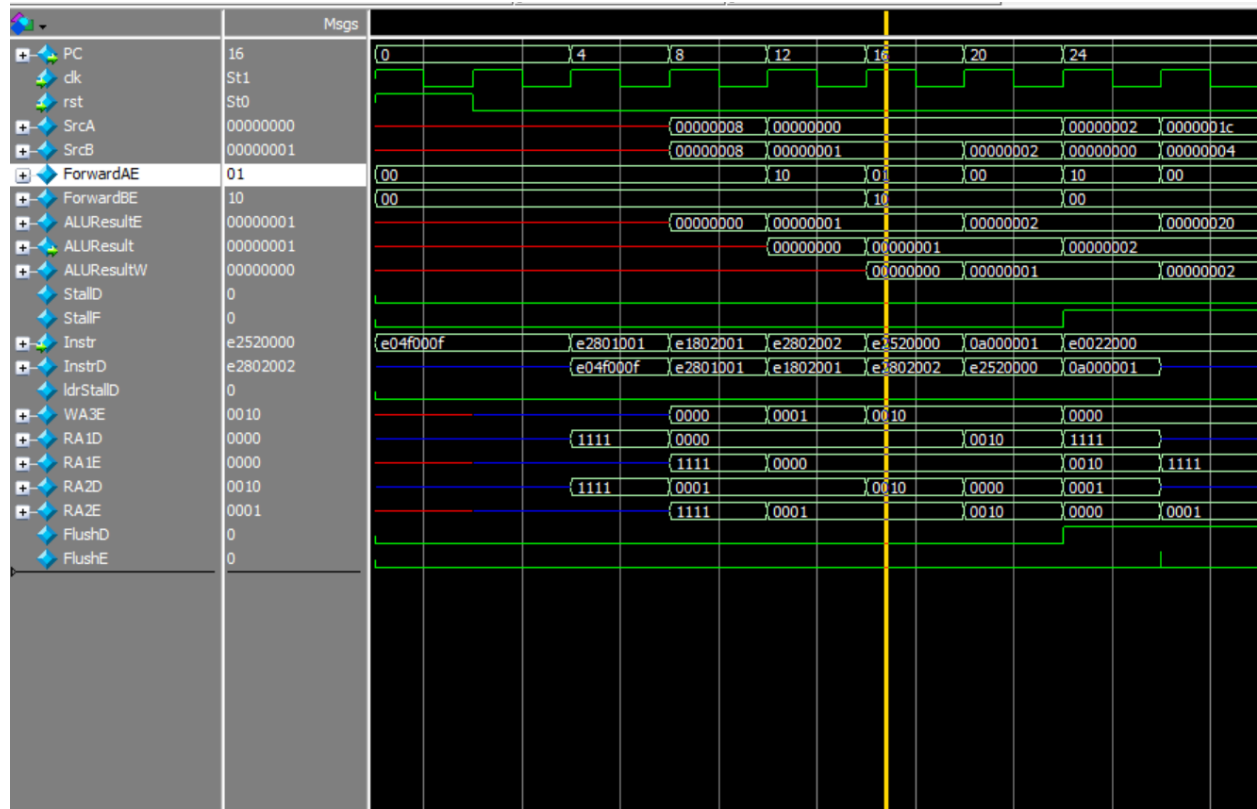 Msgs
PC 16 0 4 8 12 16 20 24
clk St1
rst St0
SrcA 00000000 00000008 00000000 00000002 0000001c
SrcB 00000001 00000008 00000001 00000002 00000000 00000004
ForwardAE 01 00 10 01 00 10 00
ForwardBE 10 00 10 00
ALUResultE 00000001 00000000 00000001 00000002 00000020
ALUResult 00000001 00000000 00000001 00000002
ALUResultW 00000000 00000000 00000001 00000002
StallD 0
StallF 0
Instr e2520000 e04f000f e2801001 e1802001 e2802002 e2520000 0a000001 e0022000
InstrD e2802002 e04f000f e2801001 e1802001 e2802002 e2520000 0a000001
ldrStallD 0
WA3E 0010 0000 0001 0010 0000
RA1D 0000 1111 0000 0010 1111
RA1E 0000 1111 0000 0010 1111
RA2D 0010 1111 0001 0010 0000 0001
RA2E 0001 1111 0001 0010 0000 0001
FlushD 0
FlushE 0